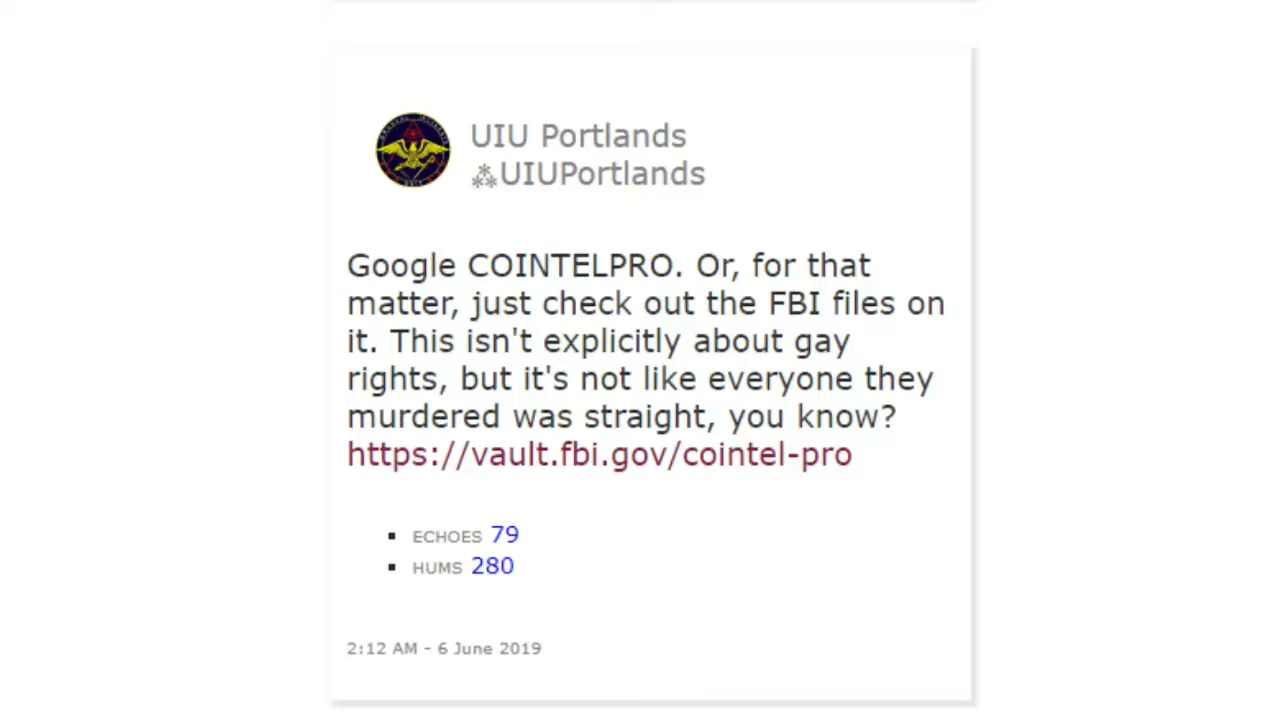 UIU Portlands
⁂UIUPortlands
Google COINTELPRO. Or, for that
matter, just check out the FBI files on
it. This isn't explicitly about gay
rights, but it's not like everyone they
murdered was straight, you know?
https://vault.fbi.gov/cointel-pro
▪ ECHOES 79
▪ HUMS 280
2:12 AM - 6 June 2019